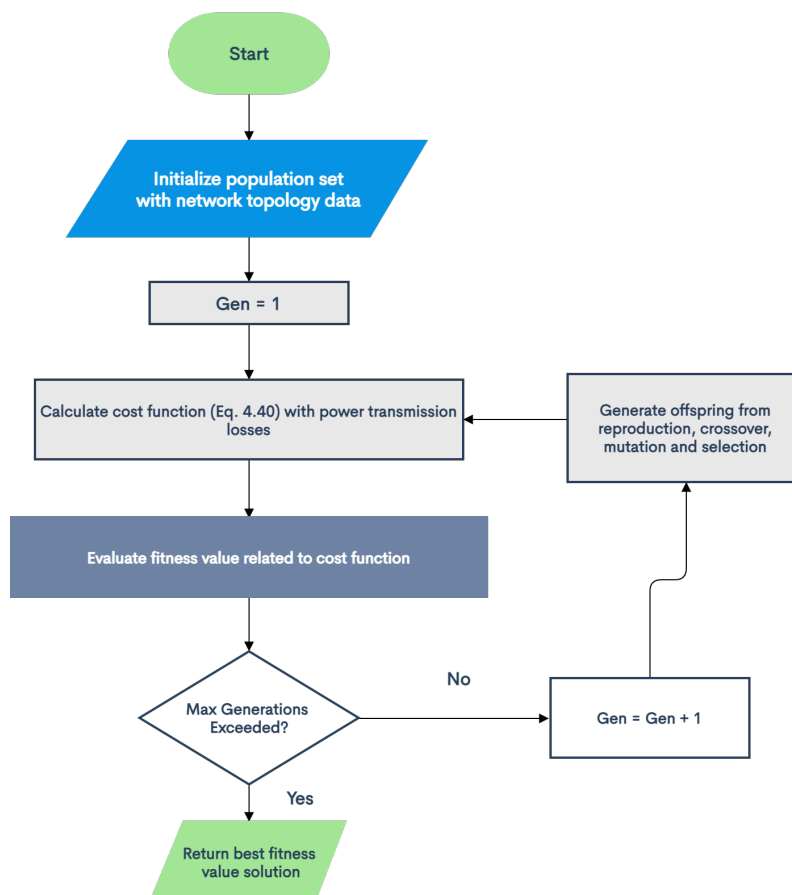 Start
Initialize population set
with network topology data
Gen = 1
Calculate cost function (Eq. 4.40) with power transmission
losses
Generate offspring from
reproduction, crossover,
mutation and selection
Evaluate fitness value related to cost function
Max Generations
Exceeded?
No
Gen = Gen + 1
Yes
Return best fitness
value solution